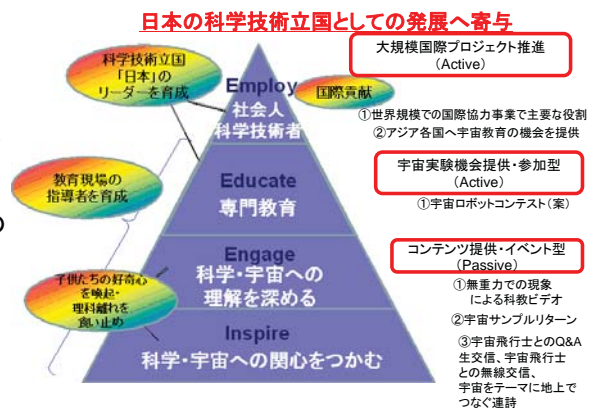 日本の科学技術立国としての発展へ寄与
科学技術立国
「日本」の
リーダーを育成
Employ
社会人
科学技術者
国際貢献
大規模国際プロジェクト推進
(Active)
①世界規模での国際協力事業で主要な役割
②アジア各国へ宇宙教育の機会を提供
教育現場の
指導者を育成
Educate
専門教育
宇宙実験機会提供・参加型
(Active)
①宇宙ロボットコンテスト(案)
の
子供たちの好奇心
を喚起・
理科離れを
食い止め
Engage
科学・宇宙への
理解を深める
コンテンツ提供・イベント型
(Passive)
①無重力での現象
による科教ビデオ
②宇宙サンプルリターン
③宇宙飛行士とのQ&A
生交信、宇宙飛行士
との無線交信、
宇宙をテーマに地上で
つなぐ連詩
Inspire
科学・宇宙への関心をつかむ